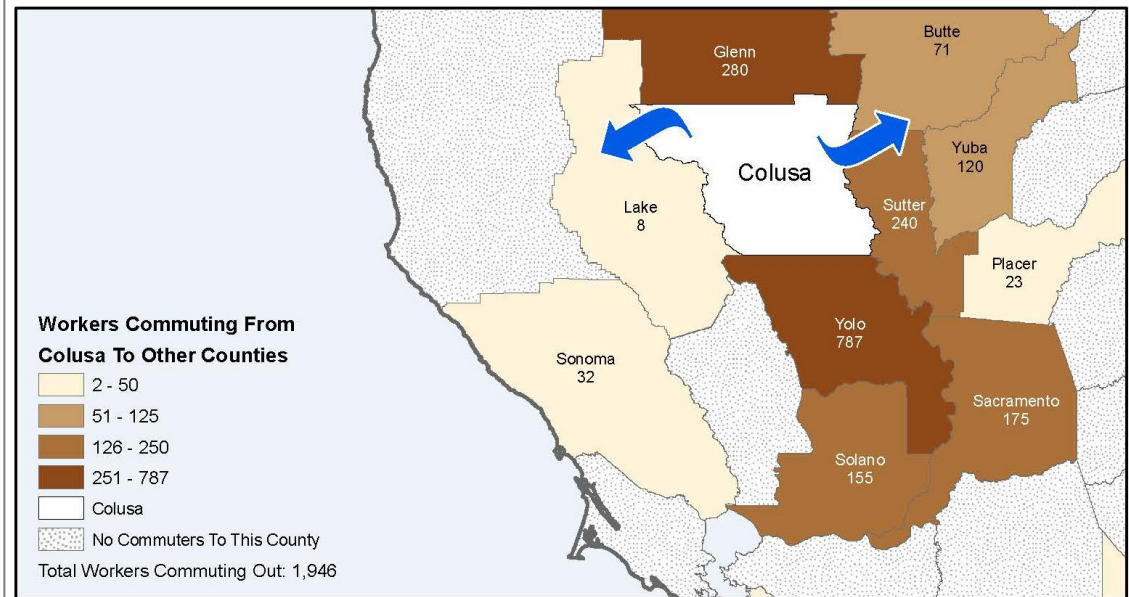 Glenn
280
Butte
71
Colusa
Yuba
120
Lake
8
Sutter
240
Placer
23
Yolo
787
Sonoma
32
Sacramento
175
Solano
155
Workers Commuting From
Colusa To Other Counties
2 - 50
51 - 125
126 - 250
251 - 787
Colusa
No Commuters To This County
Total Workers Commuting Out: 1,946